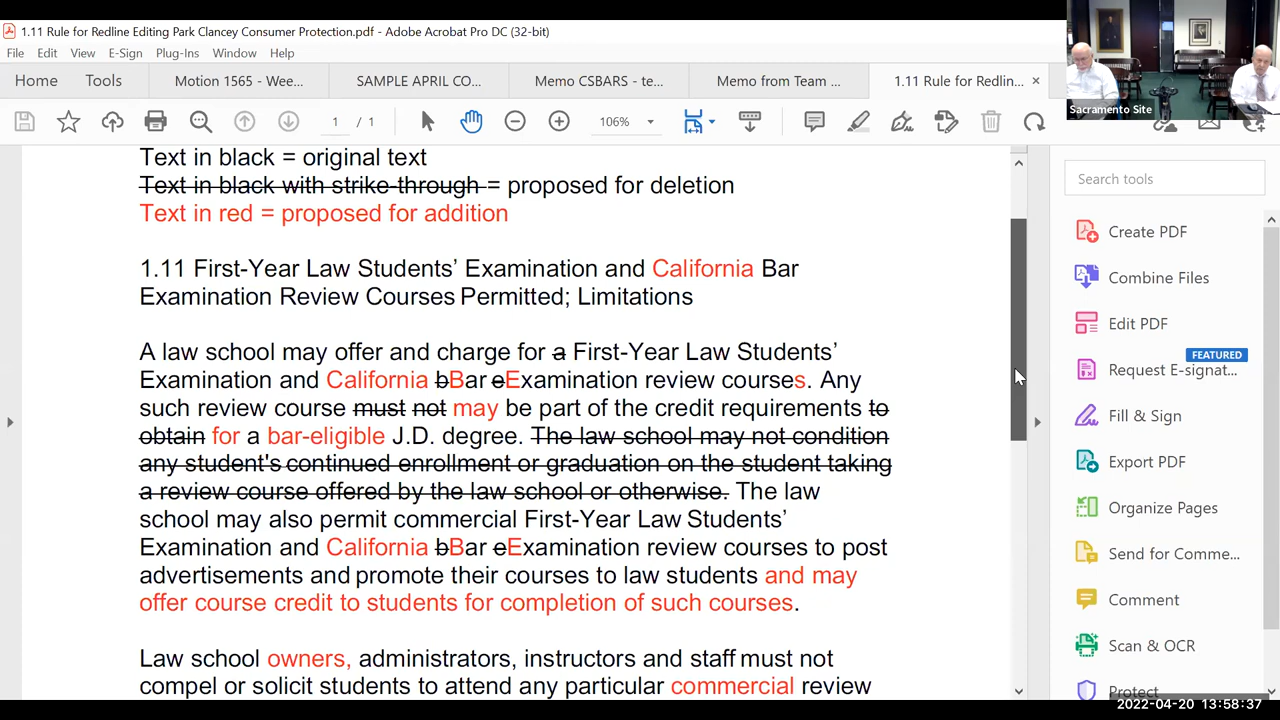 1.11 Rule for Redline Editing Park Clancey Consumer Protection.pdf - Adobe Acrobat Pro DC (32-bit)
File Edit View E-Sign Plug-Ins Window Help
Home Tools Motion 1565 - Wee... SAMPLE APRIL CO... Memo CSBARS - te... Memo from Team ... 1.11 Rule for Redlin... ×
Sacramento Site
1 / 1 106%
Text in black = original text
Text in black with strike-through = proposed for deletion
Text in red = proposed for addition
1.11 First-Year Law Students’ Examination and California Bar
Examination Review Courses Permitted; Limitations
A law school may offer and charge for a First-Year Law Students’
Examination and California bBar eExamination review courses. Any
such review course must not may be part of the credit requirements to
obtain for a bar-eligible J.D. degree. The law school may not condition
any student's continued enrollment or graduation on the student taking
a review course offered by the law school or otherwise. The law
school may also permit commercial First-Year Law Students’
Examination and California bBar eExamination review courses to post
advertisements and promote their courses to law students and may
offer course credit to students for completion of such courses.
Law school owners, administrators, instructors and staff must not
compel or solicit students to attend any particular commercial review
Search tools
Create PDF
Combine Files
Edit PDF
FEATURED
Request E-signat...
Fill & Sign
Export PDF
Organize Pages
Send for Comme...
Comment
Scan & OCR
Protect
2022-04-20 13:58:37